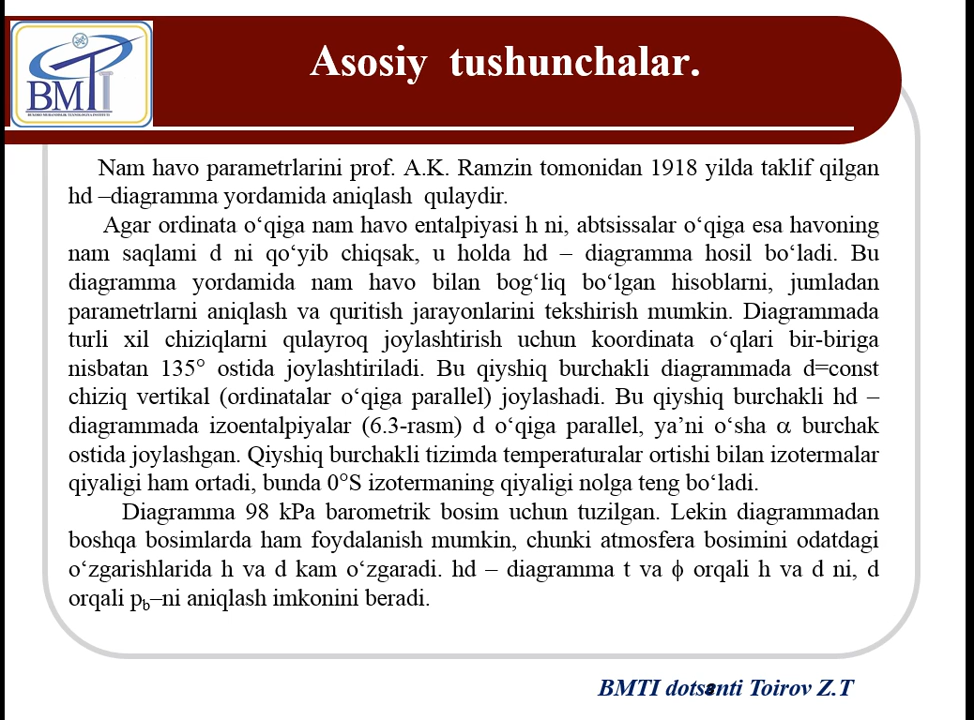 Asosiy tushunchalar.
BMTI
Nam havo parametrlarini prof. A.K. Ramzin tomonidan 1918 yilda taklif qilgan
hd –diagramma yordamida aniqlash qulaydir.
Agar ordinata o‘qiga nam havo entalpiyasi h ni, abtsissalar o‘qiga esa havoning
nam saqlami d ni qo‘yib chiqsak, u holda hd – diagramma hosil bo‘ladi. Bu
diagramma yordamida nam havo bilan bog‘liq bo‘lgan hisoblarni, jumladan
parametrlarni aniqlash va quritish jarayonlarini tekshirish mumkin. Diagrammada
turli xil chiziqlarni qulayroq joylashtirish uchun koordinata o‘qlari bir-biriga
nisbatan 135° ostida joylashtiriladi. Bu qiyshiq burchakli diagrammada d=const
chiziq vertikal (ordinatalar o‘qiga parallel) joylashadi. Bu qiyshiq burchakli hd –
diagrammada izoentalpiyalar (6.3-rasm) d o‘qiga parallel, ya’ni o‘sha α burchak
ostida joylashgan. Qiyshiq burchakli tizimda temperaturalar ortishi bilan izotermalar
qiyaligi ham ortadi, bunda 0°S izotermaning qiyaligi nolga teng bo‘ladi.
Diagramma 98 kPa barometrik bosim uchun tuzilgan. Lekin diagrammadan
boshqa bosimlarda ham foydalanish mumkin, chunki atmosfera bosimini odatdagi
o‘zgarishlarida h va d kam o‘zgaradi. hd – diagramma t va ϕ orqali h va d ni, d
orqali p_b–ni aniqlash imkonini beradi.
BMTI dotsenti Toirov Z.T